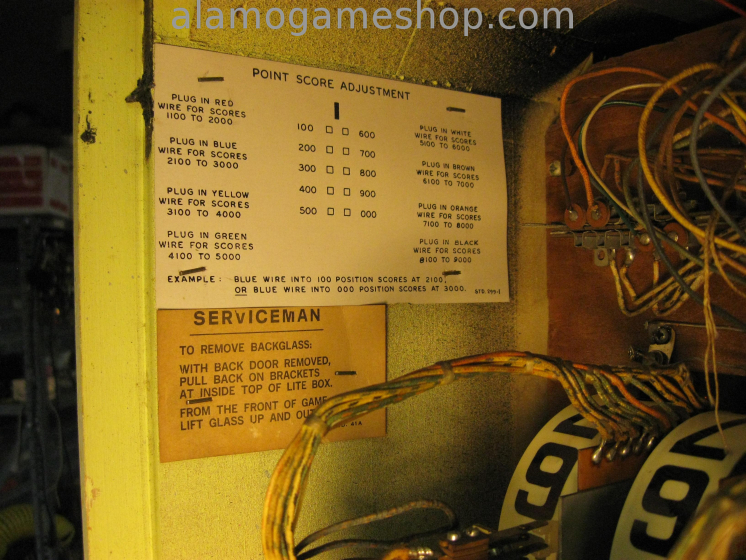 alamogameshop.com
POINT SCORE ADJUSTMENT
PLUG IN RED
WIRE FOR SCORES
1100 TO 2000
PLUG IN BLUE
WIRE FOR SCORES
2100 TO 3000
PLUG IN YELLOW
WIRE FOR SCORES
3100 TO 4000
PLUG IN GREEN
WIRE FOR SCORES
4100 TO 5000
100 600
200 700
300 800
400 900
500 000
PLUG IN WHITE
WIRE FOR SCORES
5100 TO 6000
PLUG IN BROWN
WIRE FOR SCORES
6100 TO 7000
PLUG IN ORANGE
WIRE FOR SCORES
7100 TO 8000
PLUG IN BLACK
WIRE FOR SCORES
8100 TO 9000
EXAMPLE: BLUE WIRE INTO 100 POSITION SCORES AT 2100,
OR BLUE WIRE INTO 000 POSITION SCORES AT 3000.
SERVICEMAN
TO REMOVE BACKGLASS:
WITH BACK DOOR REMOVED,
PULL BACK ON BRACKETS
AT INSIDE TOP OF LITE BOX.
FROM THE FRONT OF GAME
LIFT GLASS UP AND OUT
9
9